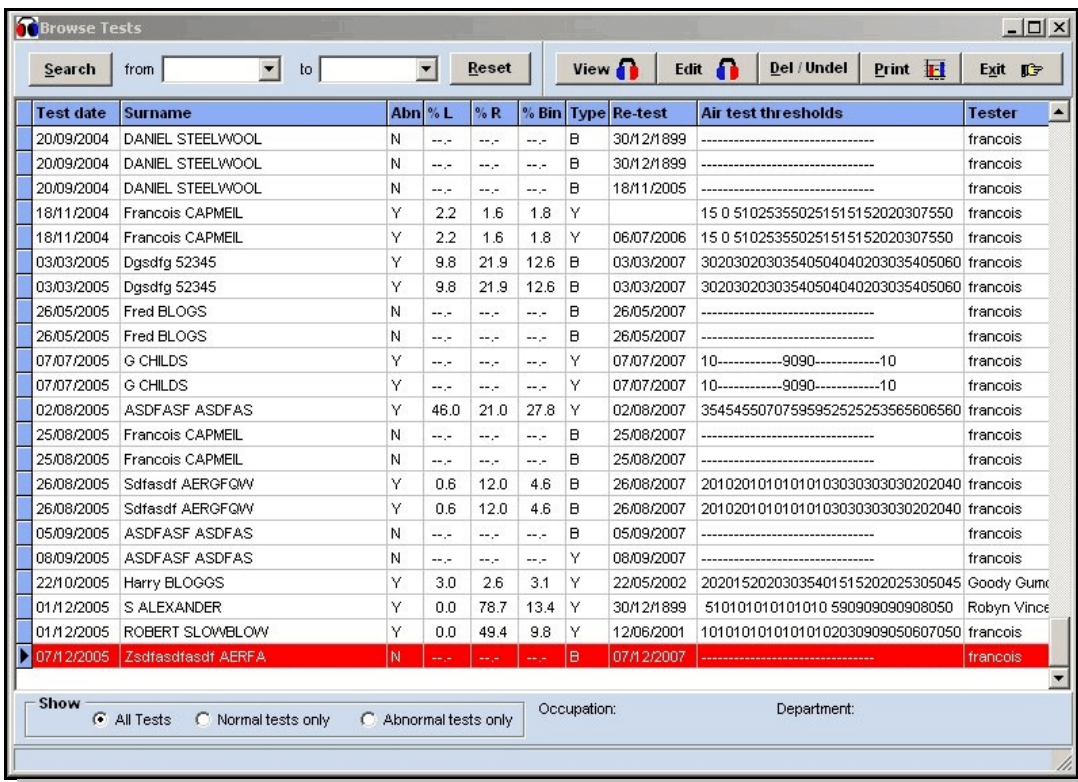 Browse Tests
Search from to Reset View Edit Del / Undel Print Exit
Test date Surname Abn % L % R % Bin Type Re-test Air test thresholds Tester
20/09/2004 DANIEL STEELWOOL N --.- --.- --.- B 30/12/1899 -------------------------------- francois
20/09/2004 DANIEL STEELWOOL N --.- --.- --.- B 30/12/1899 -------------------------------- francois
20/09/2004 DANIEL STEELWOOL N --.- --.- --.- B 18/11/2005 -------------------------------- francois
18/11/2004 Francois CAPMEIL Y 2.2 1.6 1.8 Y 15 0 510253550251515152020307550 francois
18/11/2004 Francois CAPMEIL Y 2.2 1.6 1.8 Y 06/07/2006 15 0 510253550251515152020307550 francois
03/03/2005 Dgsdfg 52345 Y 9.8 21.9 12.6 B 03/03/2007 30203020303540504040203035405060 francois
03/03/2005 Dgsdfg 52345 Y 9.8 21.9 12.6 B 03/03/2007 30203020303540504040203035405060 francois
26/05/2005 Fred BLOGS N --.- --.- --.- B 26/05/2007 -------------------------------- francois
26/05/2005 Fred BLOGS N --.- --.- --.- B 26/05/2007 -------------------------------- francois
07/07/2005 G CHILDS Y --.- --.- --.- Y 07/07/2007 10------------9090------------10 francois
07/07/2005 G CHILDS Y --.- --.- --.- Y 07/07/2007 10------------9090------------10 francois
02/08/2005 ASDFASF ASDFAS Y 46.0 21.0 27.8 Y 02/08/2007 35454550707595952525253565606560 francois
25/08/2005 Francois CAPMEIL N --.- --.- --.- B 25/08/2007 -------------------------------- francois
25/08/2005 Francois CAPMEIL N --.- --.- --.- B 25/08/2007 -------------------------------- francois
26/08/2005 Sdfasdf AERGFQW Y 0.6 12.0 4.6 B 26/08/2007 20102010101010103030303030202040 francois
26/08/2005 Sdfasdf AERGFQW Y 0.6 12.0 4.6 B 26/08/2007 20102010101010103030303030202040 francois
05/09/2005 ASDFASF ASDFAS N --.- --.- --.- B 05/09/2007 -------------------------------- francois
08/09/2005 ASDFASF ASDFAS N --.- --.- --.- Y 08/09/2007 -------------------------------- francois
22/10/2005 Harry BLOGGS Y 3.0 2.6 3.1 Y 22/05/2002 20201520203035401515202025305045 Goody Gumd
01/12/2005 S ALEXANDER Y 0.0 78.7 13.4 Y 30/12/1899 510101010101010 590909090908050 Robyn Vince
01/12/2005 ROBERT SLOWBLOW Y 0.0 49.4 9.8 Y 12/06/2001 10101010101010102030909050607050 francois
07/12/2005 Zsdfasdfasdf AERFA N --.- --.- --.- B 07/12/2007 -------------------------------- francois
Show
All Tests Normal tests only Abnormal tests only Occupation: Department: